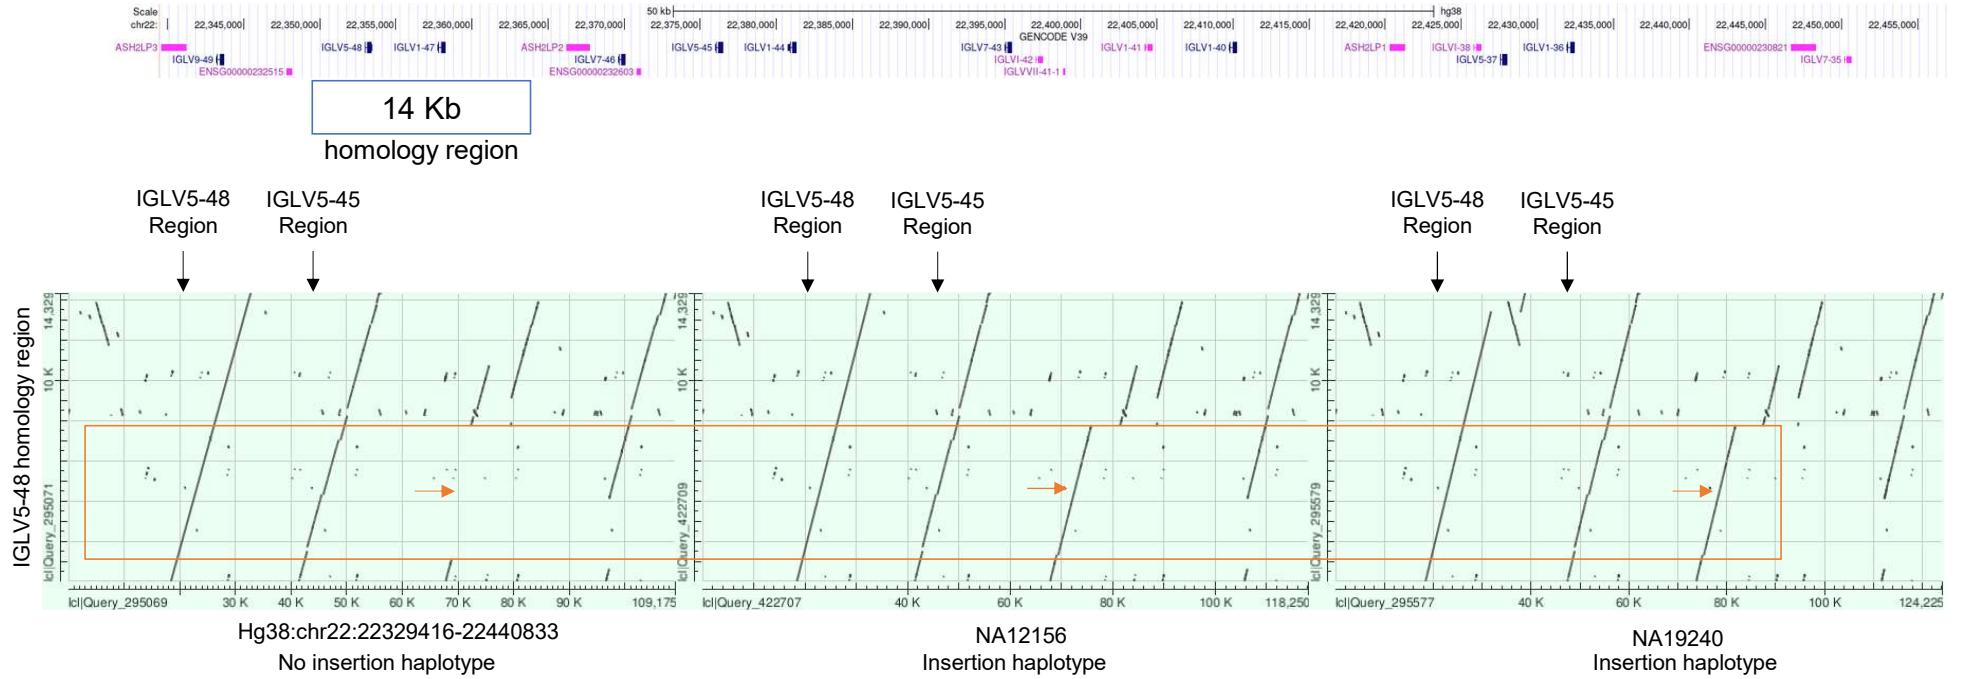 Scale
50 kb
hg38
chr22:
22,345,000
22,350,000
22,355,000
22,360,000
22,365,000
22,370,000
22,375,000
22,380,000
22,385,000
22,390,000
22,395,000
22,400,000
22,405,000
22,410,000
22,415,000
22,420,000
22,425,000
22,430,000
22,435,000
22,440,000
22,445,000
22,450,000
22,455,000
GENCODE V39
ASH2LP3
IGLV5-48
IGLV1-47
ASH2LP2
IGLV5-45
IGLV1-44
IGLV7-43
IGLV1-41
IGLV1-40
ASH2LP1
IGLVI-38
IGLV1-36
ENSG00000230821
IGLV9-49
IGLV7-46
IGLVI-42
IGLV5-37
IGLV7-35
ENSG00000232515
ENSG00000232603
IGLVVII-41-1
14 Kb
homology region
IGLV5-48
Region
IGLV5-45
Region
IGLV5-48
Region
IGLV5-45
Region
IGLV5-48
Region
IGLV5-45
Region
IGLV5-48 homology region
14,329
10 K
lcl|Query_295071
14,329
10 K
lcl|Query_422709
14,329
10 K
lcl|Query_295579
lcl|Query_295069
30 K
40 K
50 K
60 K
70 K
80 K
90 K
109,175
lcl|Query_422707
40 K
60 K
80 K
100 K
118,250
lcl|Query_295577
40 K
60 K
80 K
100 K
124,225
Hg38:chr22:22329416-22440833
No insertion haplotype
NA12156
Insertion haplotype
NA19240
Insertion haplotype